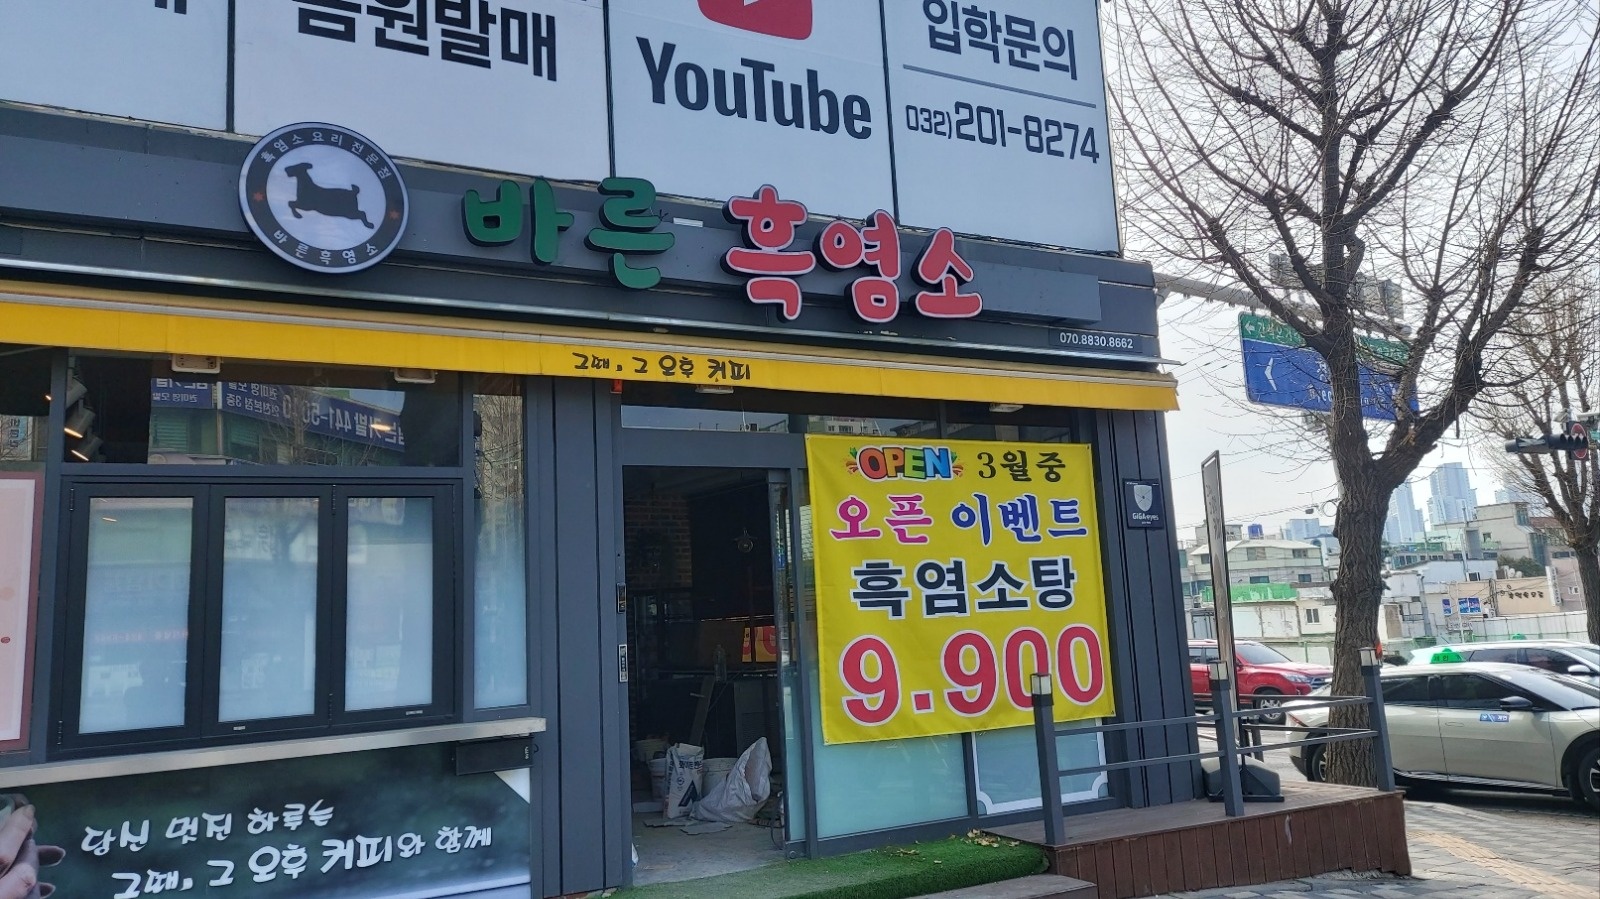 음원발매
YouTube
입학문의
032)201-8274
흑염소요리전문점
바른흑염소
바른 흑염소
070.8830.8662
그때, 그 오후 커피
OPEN 3월중
오픈 이벤트
흑염소탕
9.900
GiGAeyes
당신 멋진 하루는
그때, 그 오후 커피와 함께